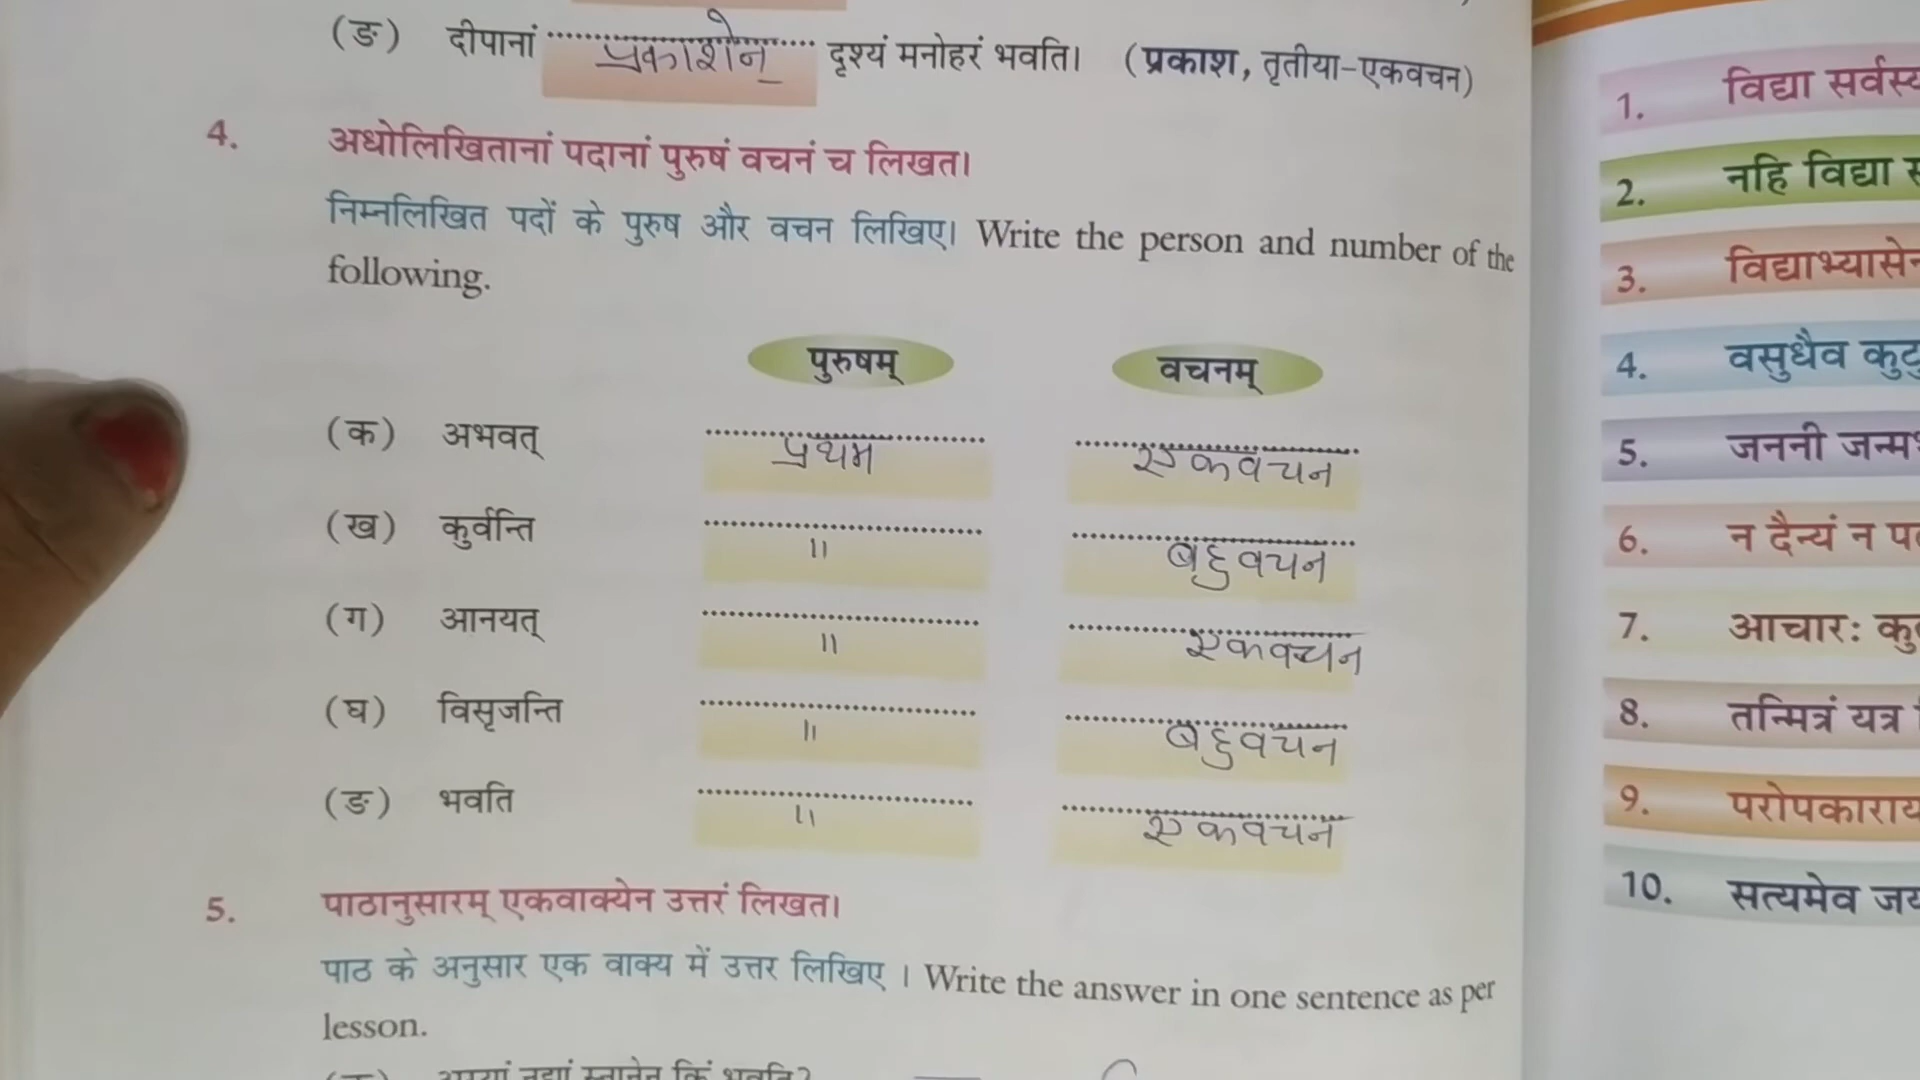 (ङ) दीपानां प्रकाशेन दृश्यं मनोहरं भवति। (प्रकाश, तृतीया-एकवचन)
4. अधोलिखितानां पदानां पुरुषं वचनं च लिखत।
निम्नलिखित पदों के पुरुष और वचन लिखिए। Write the person and number of the
following.
पुरुषम् वचनम्
(क) अभवत् प्रथम एकवचन
(ख) कुर्वन्ति ॥ बहुवचन
(ग) आनयत् ॥ एकवचन
(घ) विसृजन्ति ॥ बहुवचन
(ङ) भवति ॥ एकवचन
5. पाठानुसारम् एकवाक्येन उत्तरं लिखत।
पाठ के अनुसार एक वाक्य में उत्तर लिखिए । Write the answer in one sentence as per
lesson.
1. विद्या
2. नहि विद्या
3.
4. वसुधैव
5. जननी
6. न दैन्यं न
7. आचारः
8. तन्मित्रं यत्र
9.
10. सत्यमेव